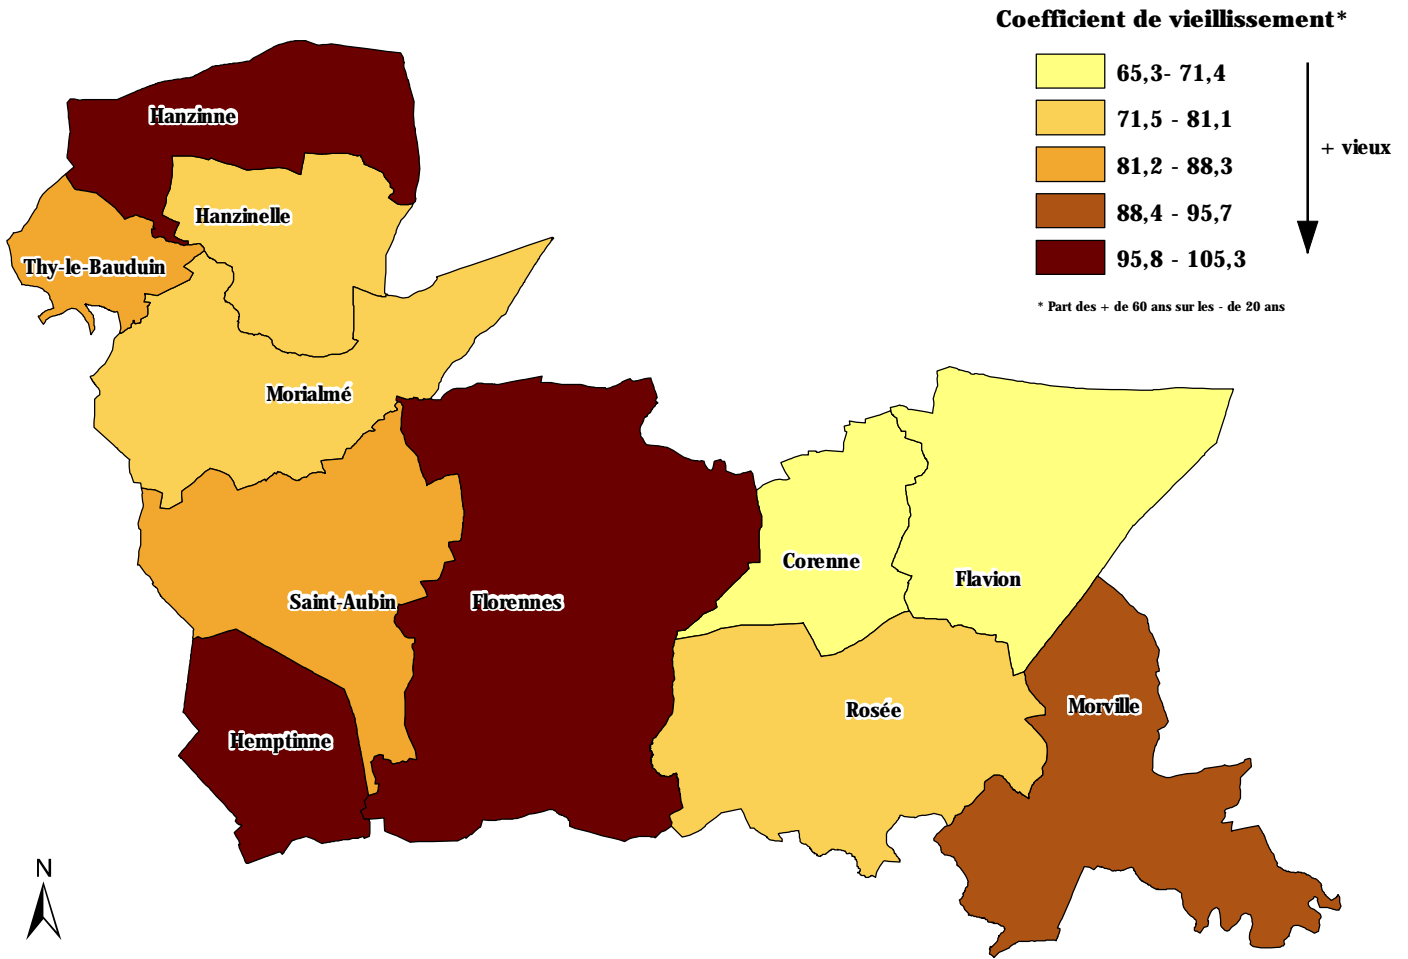 Coefficient de vieillissement*
65,3- 71,4
71,5 - 81,1
81,2 - 88,3
88,4 - 95,7
95,8 - 105,3
+ vieux
* Part des + de 60 ans sur les - de 20 ans
Hanzinne
Hanzinelle
Thy-le-Bauduin
Morialmé
Corenne
Flavion
Saint-Aubin
Florennes
Rosée
Morville
Hemptinne
N